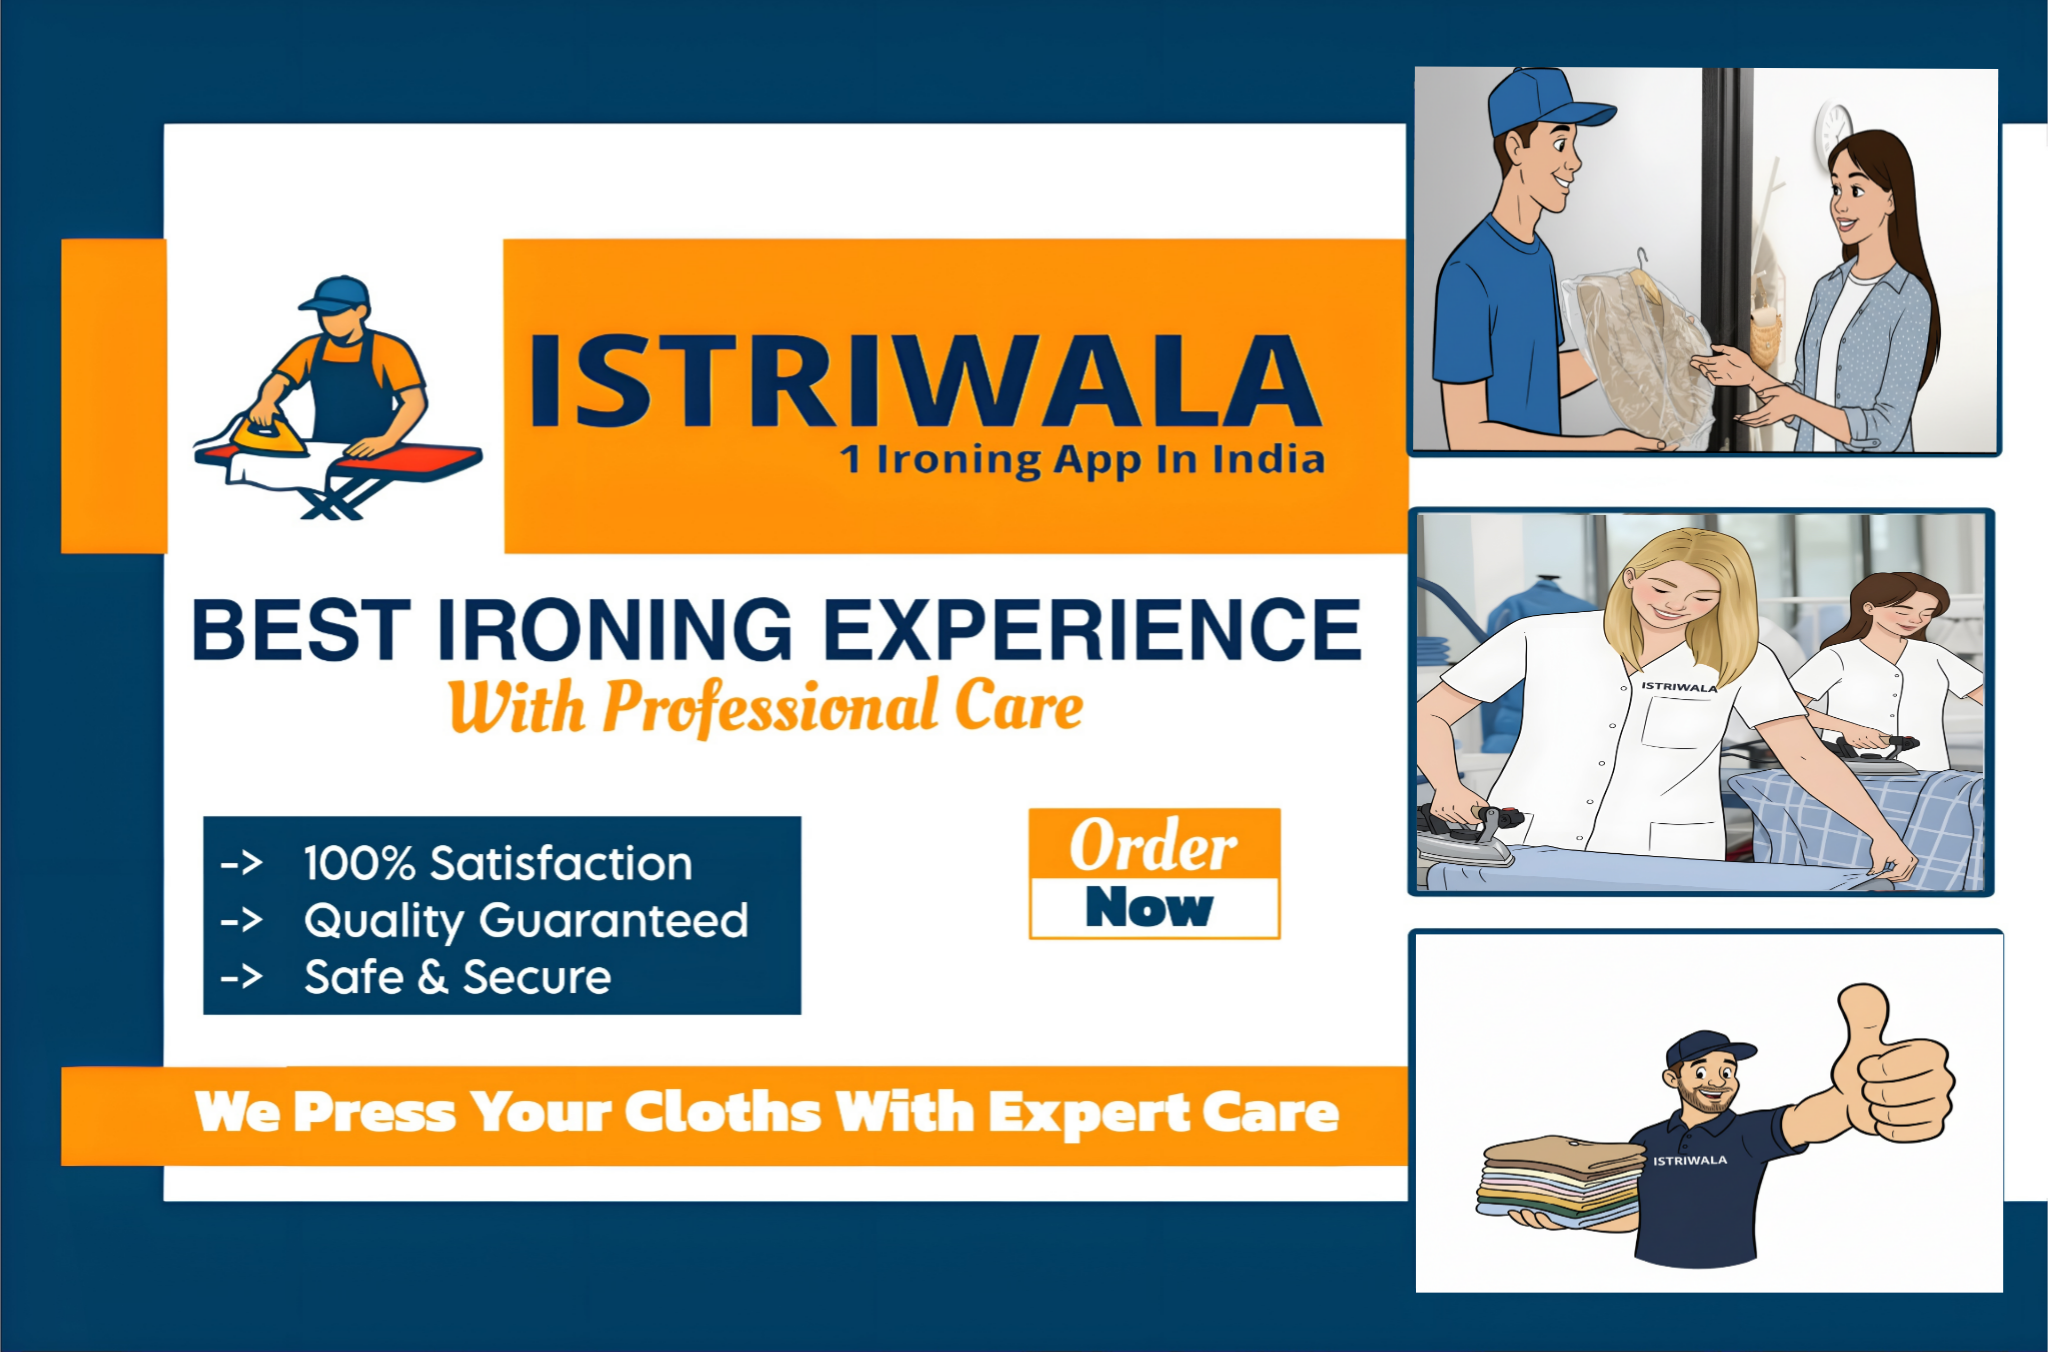 ISTRIWALA
1 Ironing App In India
BEST IRONING EXPERIENCE
With Professional Care
-> 100% Satisfaction
-> Quality Guaranteed
-> Safe & Secure
Order
Now
We Press Your Cloths With Expert Care
ISTRIWALA
ISTRIWALA